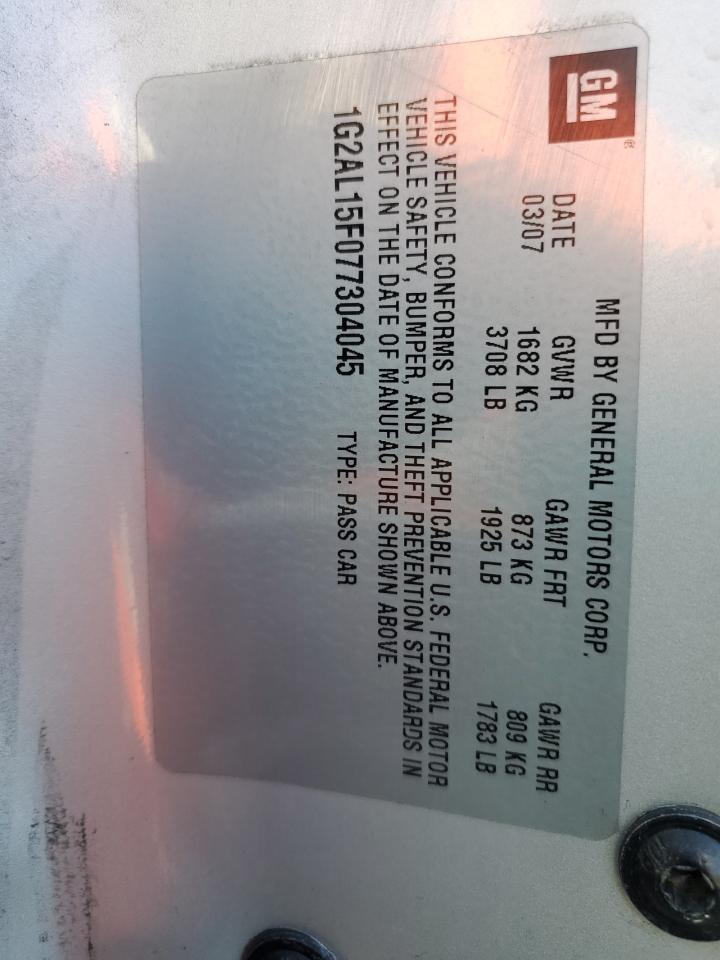 GM
®
MFD BY GENERAL MOTORS CORP.
DATE GVWR GAWR FRT GAWR RR
03/07 1682 KG 873 KG 809 KG
3708 LB 1925 LB 1783 LB
THIS VEHICLE CONFORMS TO ALL APPLICABLE U.S. FEDERAL MOTOR
VEHICLE SAFETY, BUMPER, AND THEFT PREVENTION STANDARDS IN
EFFECT ON THE DATE OF MANUFACTURE SHOWN ABOVE.
1G2AL15F077304045 TYPE: PASS CAR